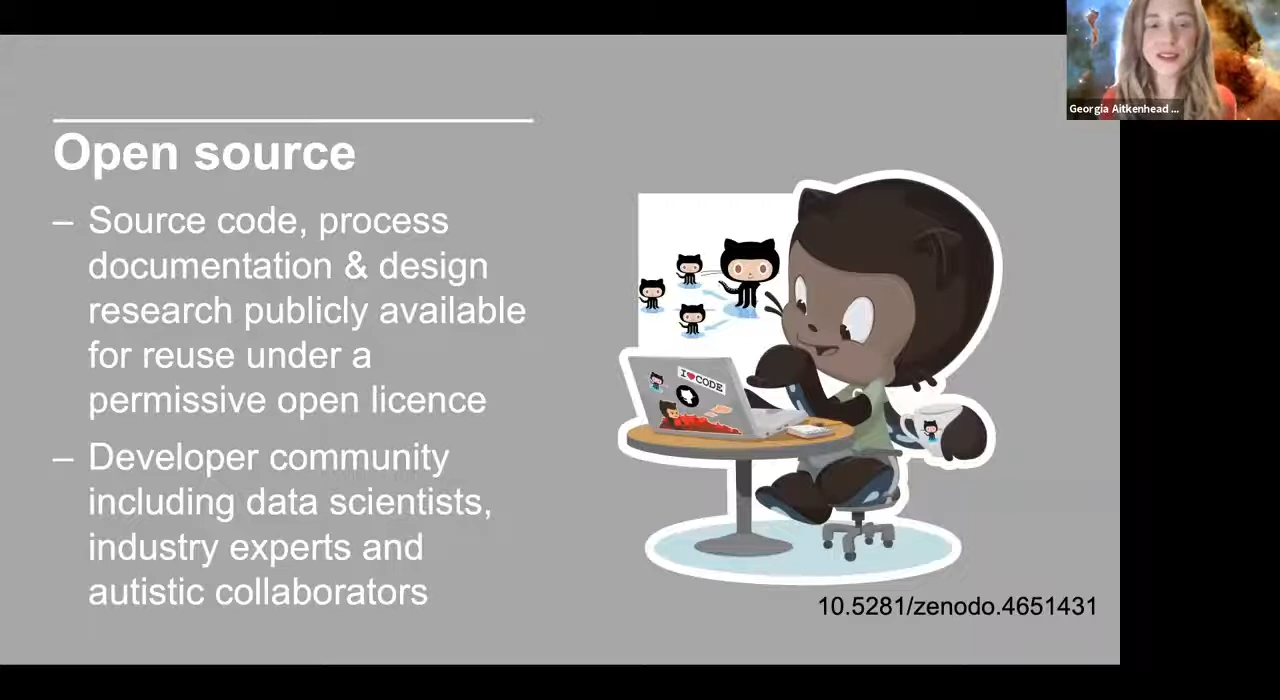 Georgia Aitkenhead ...
Open source
– Source code, process
documentation & design
research publicly available
for reuse under a
permissive open licence
– Developer community
including data scientists,
industry experts and
autistic collaborators
I ♥ CODE
10.5281/zenodo.4651431